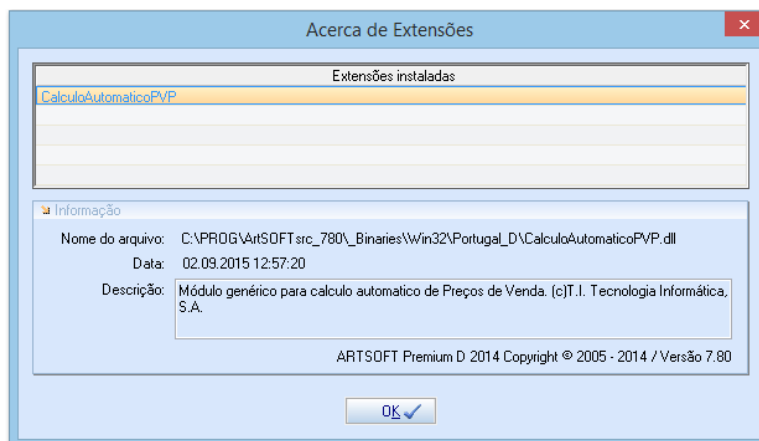 Acerca de Extensões
Extensões instaladas
CalculoAutomaticoPVP
Informação
Nome do arquivo: C:\PROG\ArtSOFTsrc_780\_Binaries\Win32\Portugal_D\CalculoAutomaticoPVP.dll
Data: 02.09.2015 12:57:20
Descrição: Módulo genérico para calculo automatico de Preços de Venda. (c)T.I. Tecnologia Informática,
S.A.
ARTSOFT Premium D 2014 Copyright © 2005 - 2014 / Versão 7.80
OK